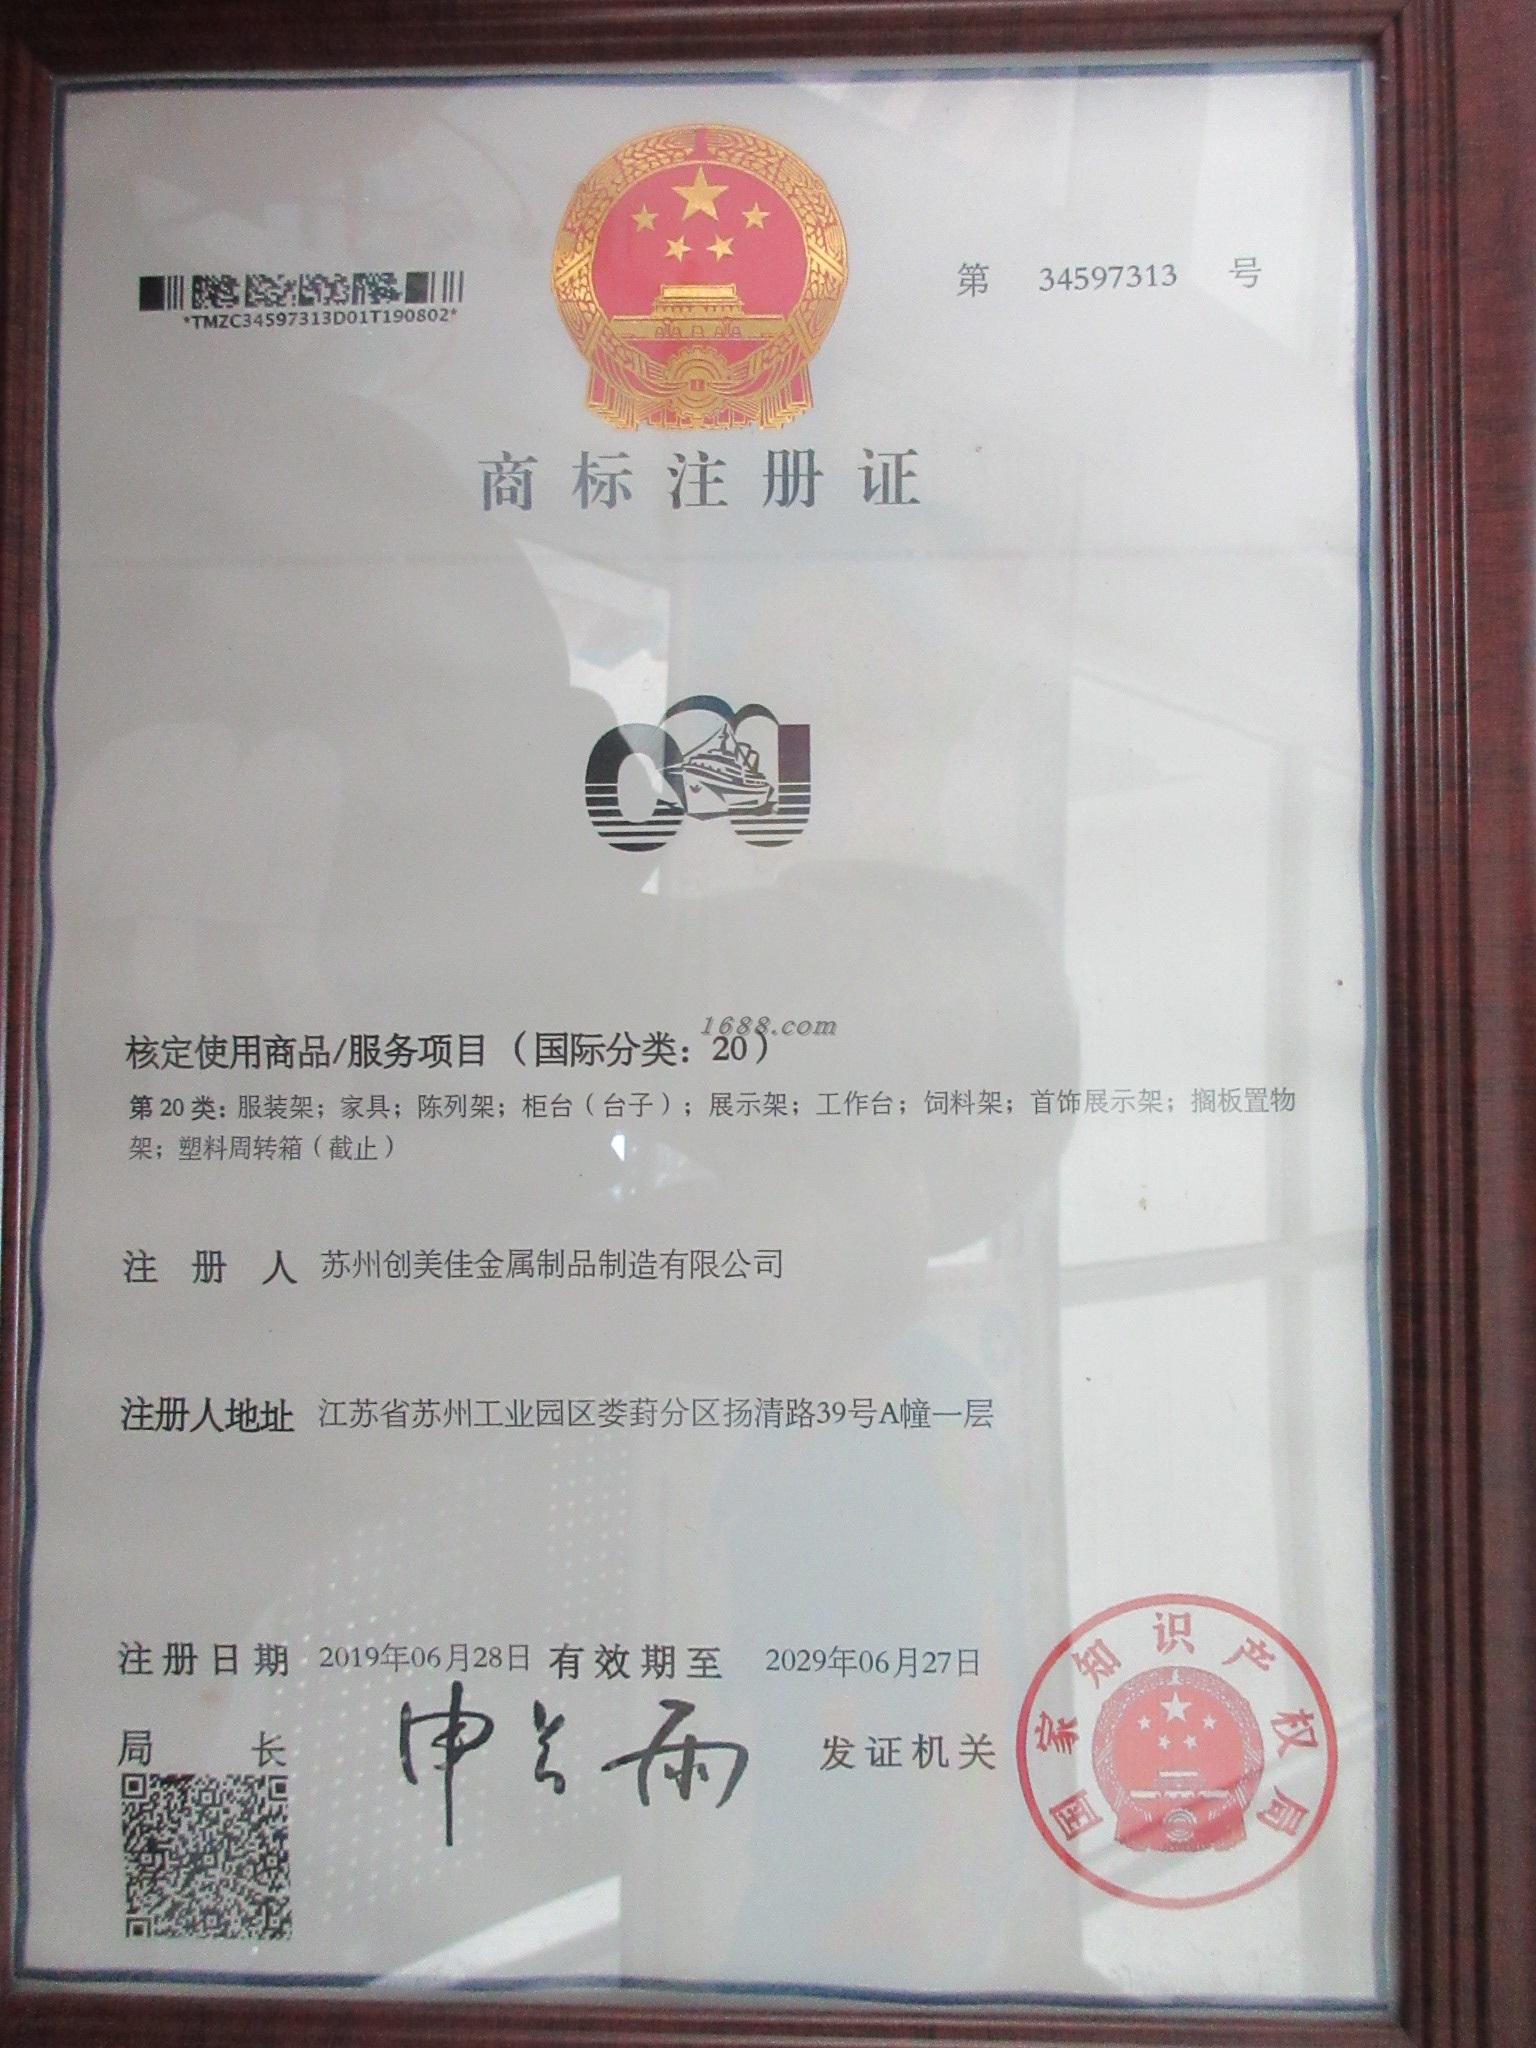 *TMZC34597313D01T190802*
第 34597313 号
商标注册证
1688.com
核定使用商品/服务项目（国际分类：20）
第20类：服装架；家具；陈列架；柜台（台子）；展示架；工作台；饲料架；首饰展示架；搁板置物
架；塑料周转箱（截止）
注册人 苏州创美佳金属制品制造有限公司
注册人地址 江苏省苏州工业园区娄葑分区扬清路39号A幢一层
注册日期 2019年06月28日 有效期至 2029年06月27日
局长 申长雨 发证机关
国家知识产权局